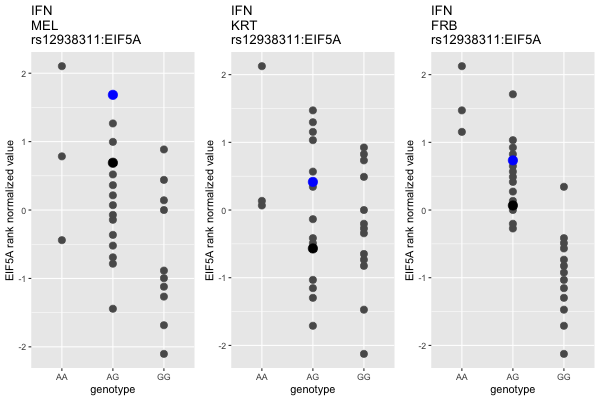 IFN
MEL
rs12938311:EIF5A
EIF5A rank normalized value
2
1
0
-1
-2
AA
AG
GG
genotype
IFN
KRT
rs12938311:EIF5A
EIF5A rank normalized value
2
1
0
-1
-2
AA
AG
GG
genotype
IFN
FRB
rs12938311:EIF5A
EIF5A rank normalized value
2
1
0
-1
-2
AA
AG
GG
genotype